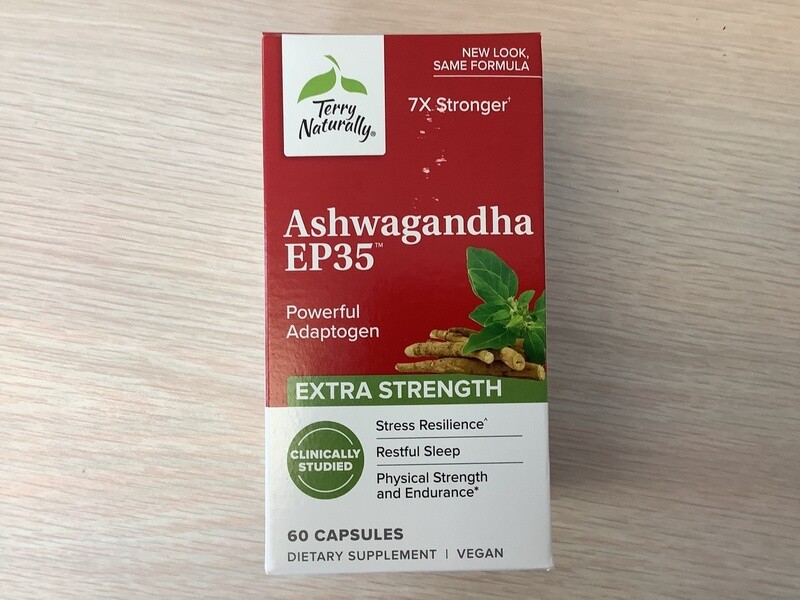 Terry
Naturally®
NEW LOOK,
SAME FORMULA
7X Stronger†
Ashwagandha
EP35™
Powerful
Adaptogen
EXTRA STRENGTH
CLINICALLY
STUDIED
Stress Resilience^
Restful Sleep
Physical Strength
and Endurance*
60 CAPSULES
DIETARY SUPPLEMENT | VEGAN